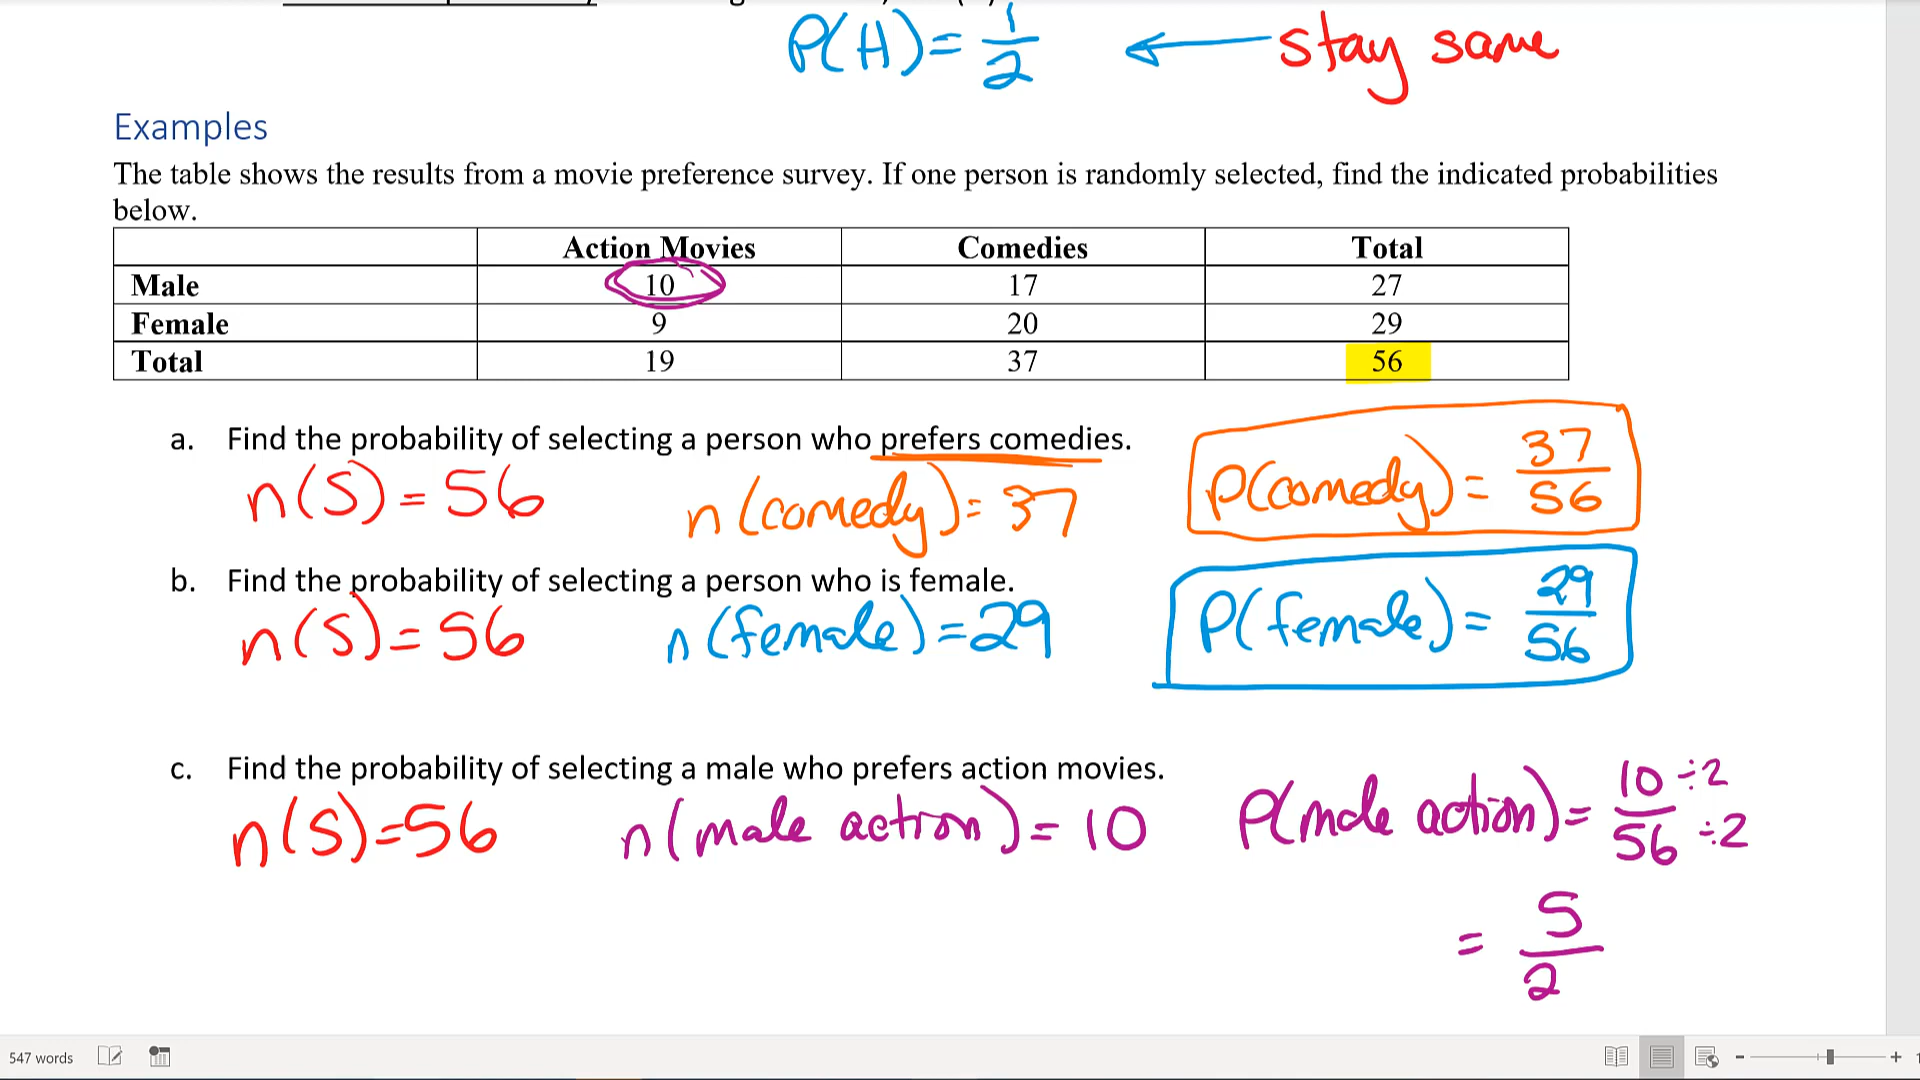 P(H) = 1/2 ← stay same
Examples
The table shows the results from a movie preference survey. If one person is randomly selected, find the indicated probabilities
below.
Action Movies Comedies Total
Male 10 17 27
Female 9 20 29
Total 19 37 56
a. Find the probability of selecting a person who prefers comedies.
n(S) = 56 n(comedy) = 37 P(comedy) = 37/56
b. Find the probability of selecting a person who is female.
n(S) = 56 n(female) = 29 P(female) = 29/56
c. Find the probability of selecting a male who prefers action movies.
n(S) = 56 n(male action) = 10 P(male action) = 10 ÷2 / 56 ÷2
= 5/2
547 words